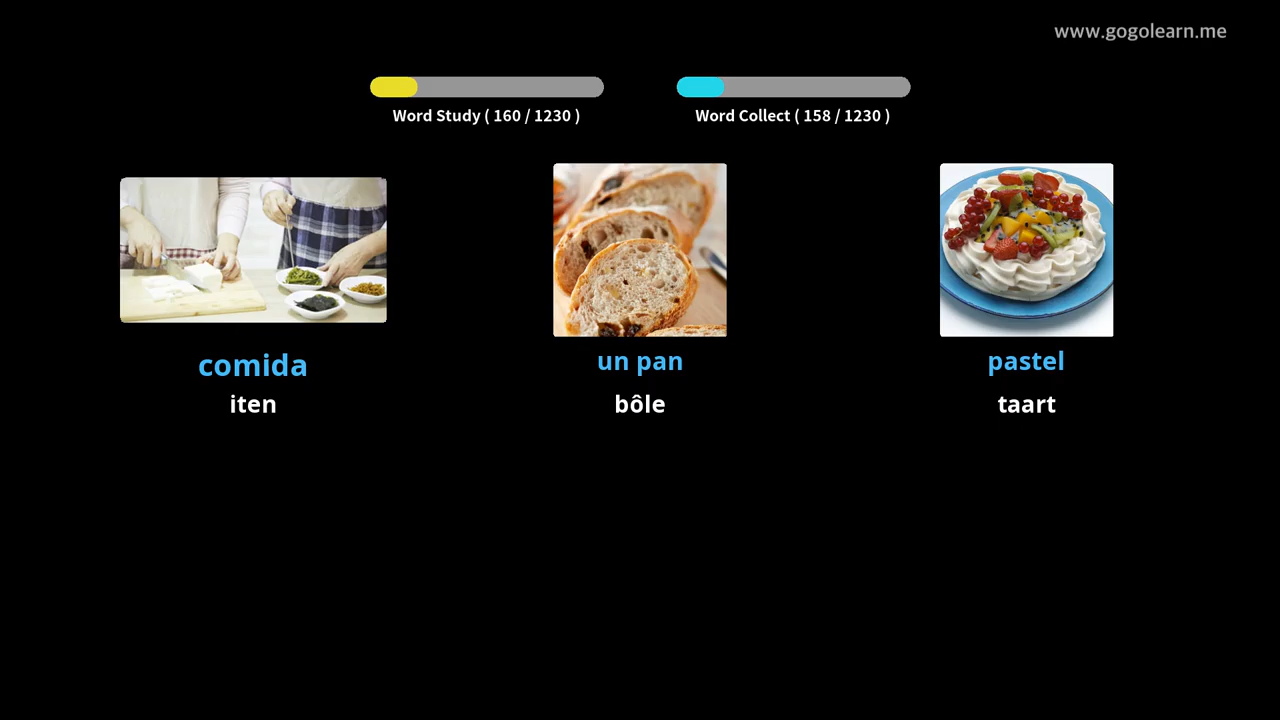 www.gogolearn.me
Word Study ( 160 / 1230 )
Word Collect ( 158 / 1230 )
comida
iten
un pan
bôle
pastel
taart